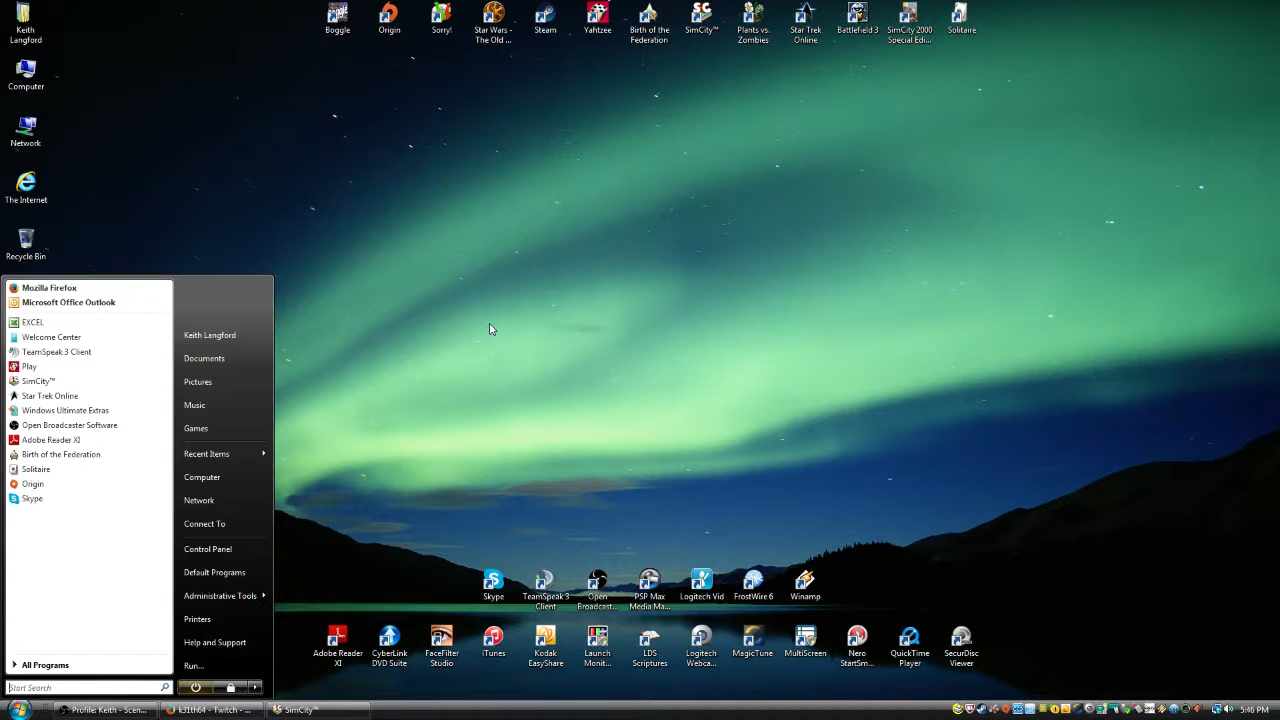 Keith
Langford
Boggle
Origin
Sorry!
Star Wars -
The Old ...
Steam
Yahtzee
Birth of the
Federation
SimCity™
Plants vs.
Zombies
Star Trek
Online
Battlefield 3
SimCity 2000
Special Edi...
Solitaire
Computer
Network
The Internet
Recycle Bin
Mozilla Firefox
Microsoft Office Outlook
EXCEL
Welcome Center
TeamSpeak 3 Client
Play
SimCity™
Star Trek Online
Windows Ultimate Extras
Open Broadcaster Software
Adobe Reader XI
Birth of the Federation
Solitaire
Origin
Skype
All Programs
Start Search
Keith Langford
Documents
Pictures
Music
Games
Recent Items
Computer
Network
Connect To
Control Panel
Default Programs
Administrative Tools
Printers
Help and Support
Run...
Skype
TeamSpeak 3
Client
Open
Broadcast...
PSP Max
Media Ma...
Logitech Vid
FrostWire 6
Winamp
Adobe Reader
XI
CyberLink
DVD Suite
FaceFilter
Studio
iTunes
Kodak
EasyShare
Launch
Monit...
LDS
Scriptures
Logitech
Webca...
MagicTune
MultiScreen
Nero
StartSm...
QuickTime
Player
SecurDisc
Viewer
Profile: Keith - Scen...
k31th64 - Twitch - ...
SimCity™
5:46 PM